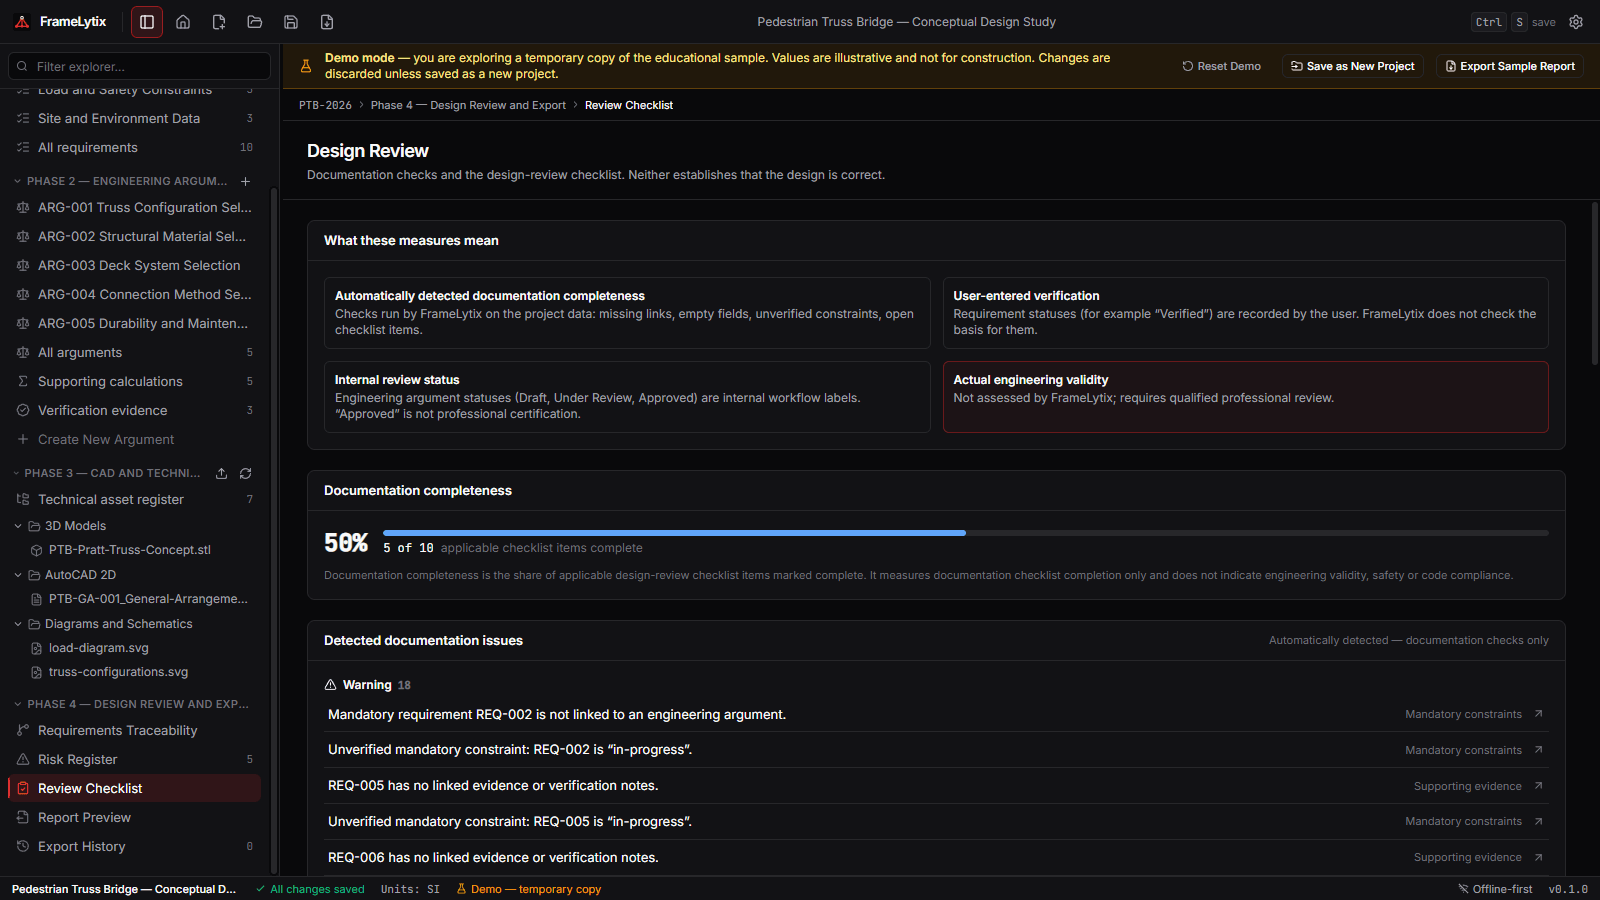 FrameLytix
Pedestrian Truss Bridge — Conceptual Design Study
Ctrl S save
Filter explorer...
Demo mode — you are exploring a temporary copy of the educational sample. Values are illustrative and not for construction. Changes are
discarded unless saved as a new project.
Reset Demo
Save as New Project
Export Sample Report
Load and Safety Constraints
Site and Environment Data 3
All requirements 10
PHASE 2 — ENGINEERING ARGUM...
ARG-001 Truss Configuration Sel...
ARG-002 Structural Material Sel...
ARG-003 Deck System Selection
ARG-004 Connection Method Se...
ARG-005 Durability and Mainten...
All arguments 5
Supporting calculations 5
Verification evidence 3
Create New Argument
PHASE 3 — CAD AND TECHNI...
Technical asset register 7
3D Models
PTB-Pratt-Truss-Concept.stl
AutoCAD 2D
PTB-GA-001_General-Arrangeme...
Diagrams and Schematics
load-diagram.svg
truss-configurations.svg
PHASE 4 — DESIGN REVIEW AND EXP...
Requirements Traceability
Risk Register 5
Review Checklist
Report Preview
Export History 0
PTB-2026 > Phase 4 — Design Review and Export > Review Checklist
Design Review
Documentation checks and the design-review checklist. Neither establishes that the design is correct.
What these measures mean
Automatically detected documentation completeness
Checks run by FrameLytix on the project data: missing links, empty fields, unverified constraints, open
checklist items.
User-entered verification
Requirement statuses (for example “Verified”) are recorded by the user. FrameLytix does not check the
basis for them.
Internal review status
Engineering argument statuses (Draft, Under Review, Approved) are internal workflow labels.
“Approved” is not professional certification.
Actual engineering validity
Not assessed by FrameLytix; requires qualified professional review.
Documentation completeness
50%
5 of 10 applicable checklist items complete
Documentation completeness is the share of applicable design-review checklist items marked complete. It measures documentation checklist completion only and does not indicate engineering validity, safety or code compliance.
Detected documentation issues
Automatically detected — documentation checks only
Warning 18
Mandatory requirement REQ-002 is not linked to an engineering argument. Mandatory constraints
Unverified mandatory constraint: REQ-002 is “in-progress”. Mandatory constraints
REQ-005 has no linked evidence or verification notes. Supporting evidence
Unverified mandatory constraint: REQ-005 is “in-progress”. Mandatory constraints
REQ-006 has no linked evidence or verification notes. Supporting evidence
Pedestrian Truss Bridge — Conceptual D...
All changes saved
Units: SI
Demo — temporary copy
Offline-first
v0.1.0